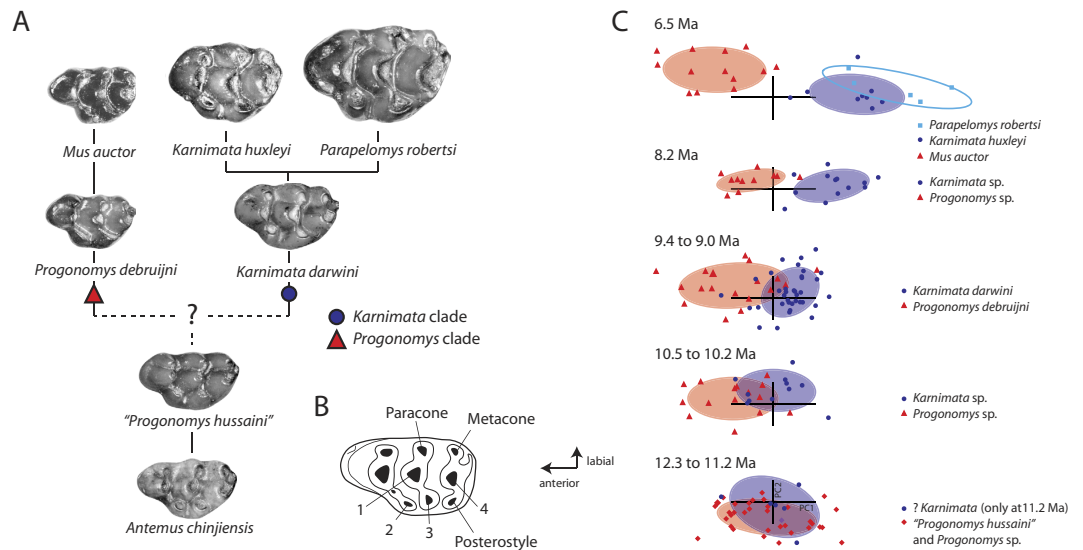 A
Mus auctor
Karnimata huxleyi
Parapelomys robertsi
Progonomys debruijni
Karnimata darwini
?
Karnimata clade
Progonomys clade
"Progonomys hussaini"
Antemus chinjiensis
B
Paracone
Metacone
1
2
3
4
Posterostyle
labial
anterior
C
6.5 Ma
Parapelomys robertsi
Karnimata huxleyi
Mus auctor
8.2 Ma
Karnimata sp.
Progonomys sp.
9.4 to 9.0 Ma
Karnimata darwini
Progonomys debruijni
10.5 to 10.2 Ma
Karnimata sp.
Progonomys sp.
12.3 to 11.2 Ma
PC2
PC1
? Karnimata (only at11.2 Ma)
"Progonomys hussaini"
and Progonomys sp.